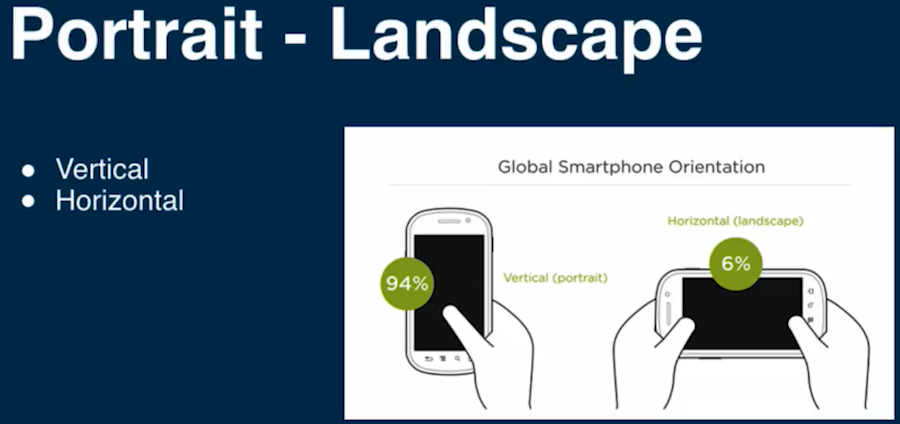 Portrait - Landscape
● Vertical
● Horizontal
Global Smartphone Orientation
Horizontal (landscape)
6%
94%
Vertical (portrait)